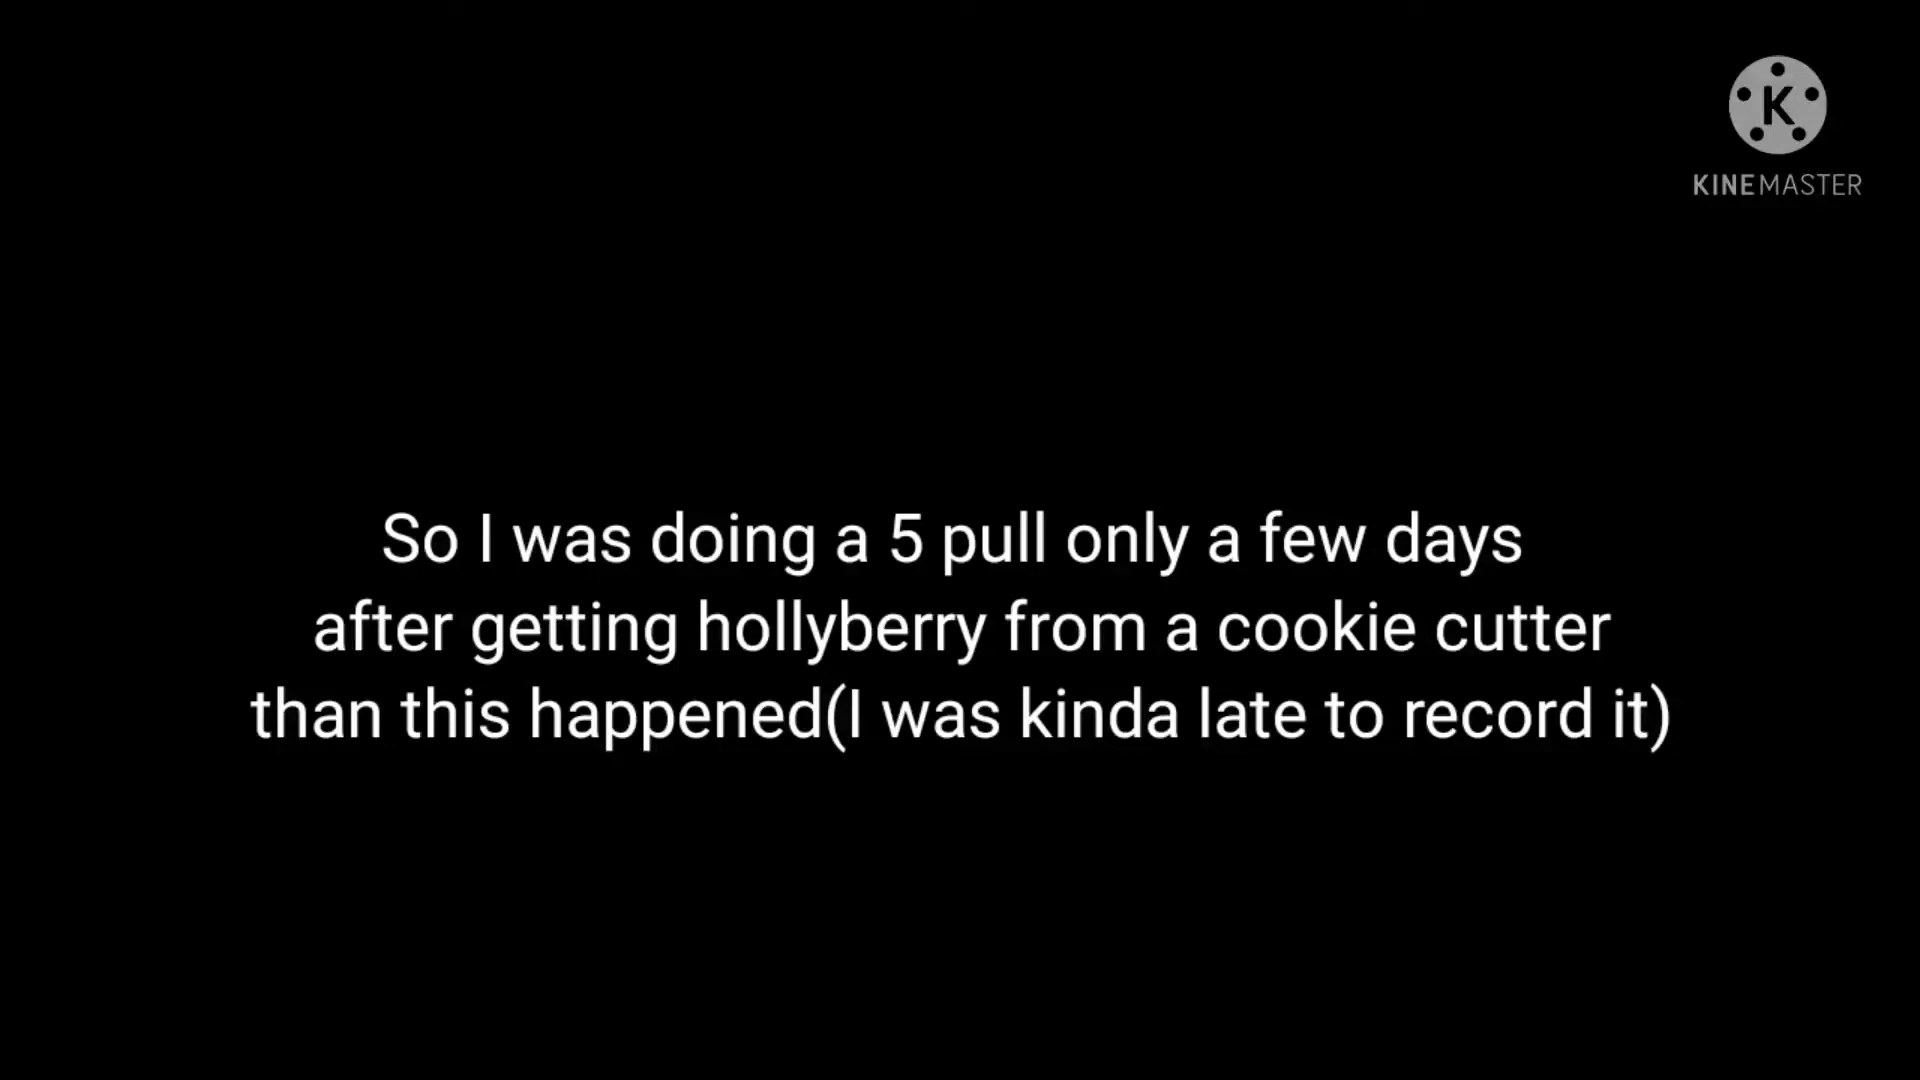 K
KINEMASTER
So I was doing a 5 pull only a few days
after getting hollyberry from a cookie cutter
than this happened(I was kinda late to record it)